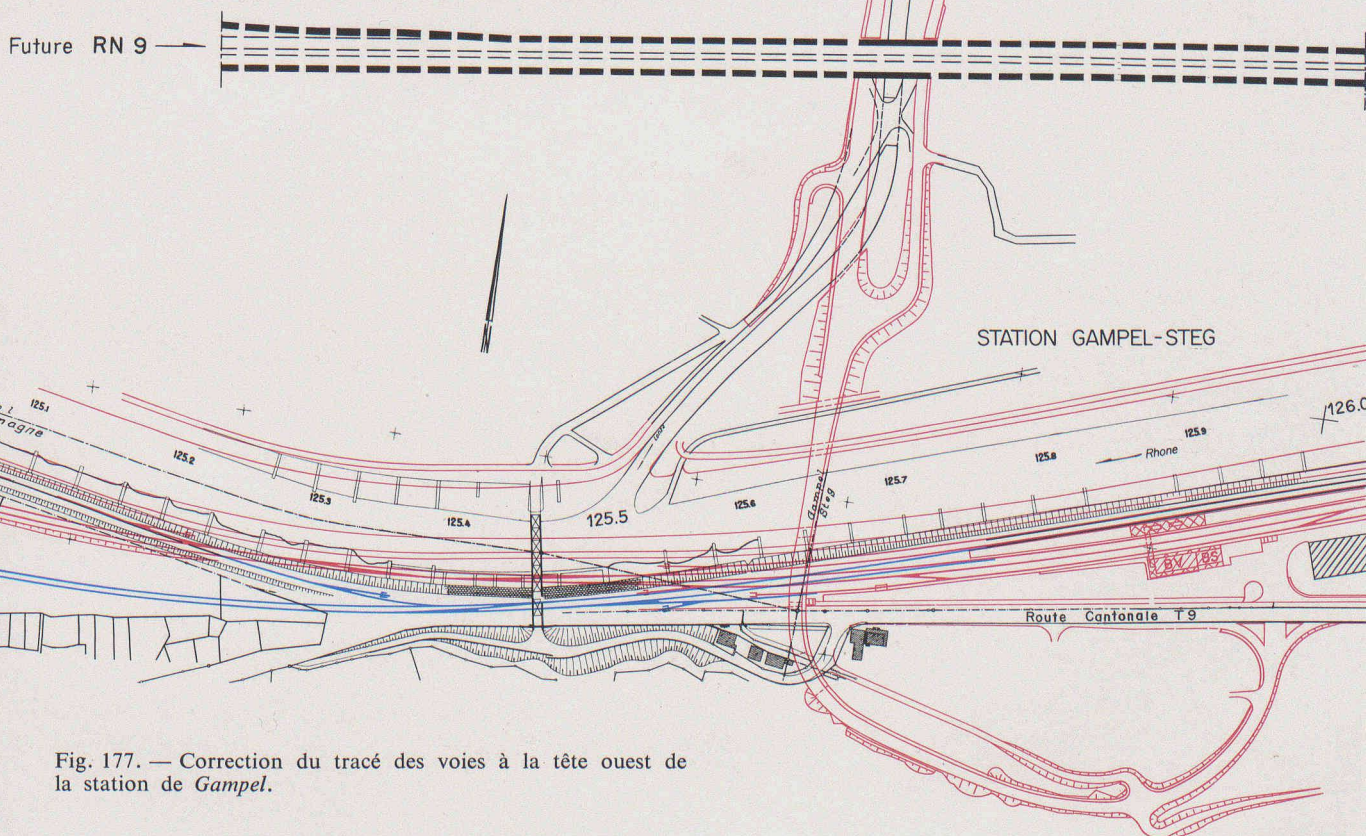 Future RN 9
STATION GAMPEL-STEG
125.1
magne
125.2
125.3
125.4
125.5
125.6
125.7
125.8
125.9
126.0
Rhone
Gampel
Steg
BV
BS
Route Cantonale T9
Fig. 177. — Correction du tracé des voies à la tête ouest de
la station de Gampel.